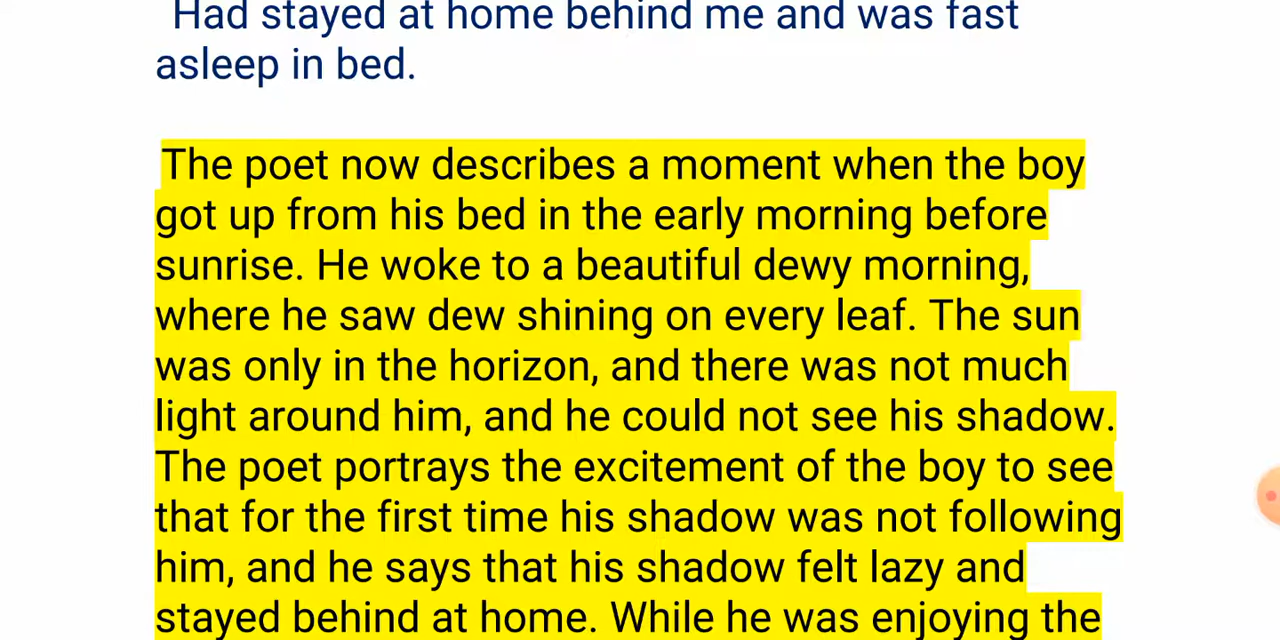 Had stayed at home behind me and was fast
asleep in bed.
The poet now describes a moment when the boy
got up from his bed in the early morning before
sunrise. He woke to a beautiful dewy morning,
where he saw dew shining on every leaf. The sun
was only in the horizon, and there was not much
light around him, and he could not see his shadow.
The poet portrays the excitement of the boy to see
that for the first time his shadow was not following
him, and he says that his shadow felt lazy and
stayed behind at home. While he was enjoying the